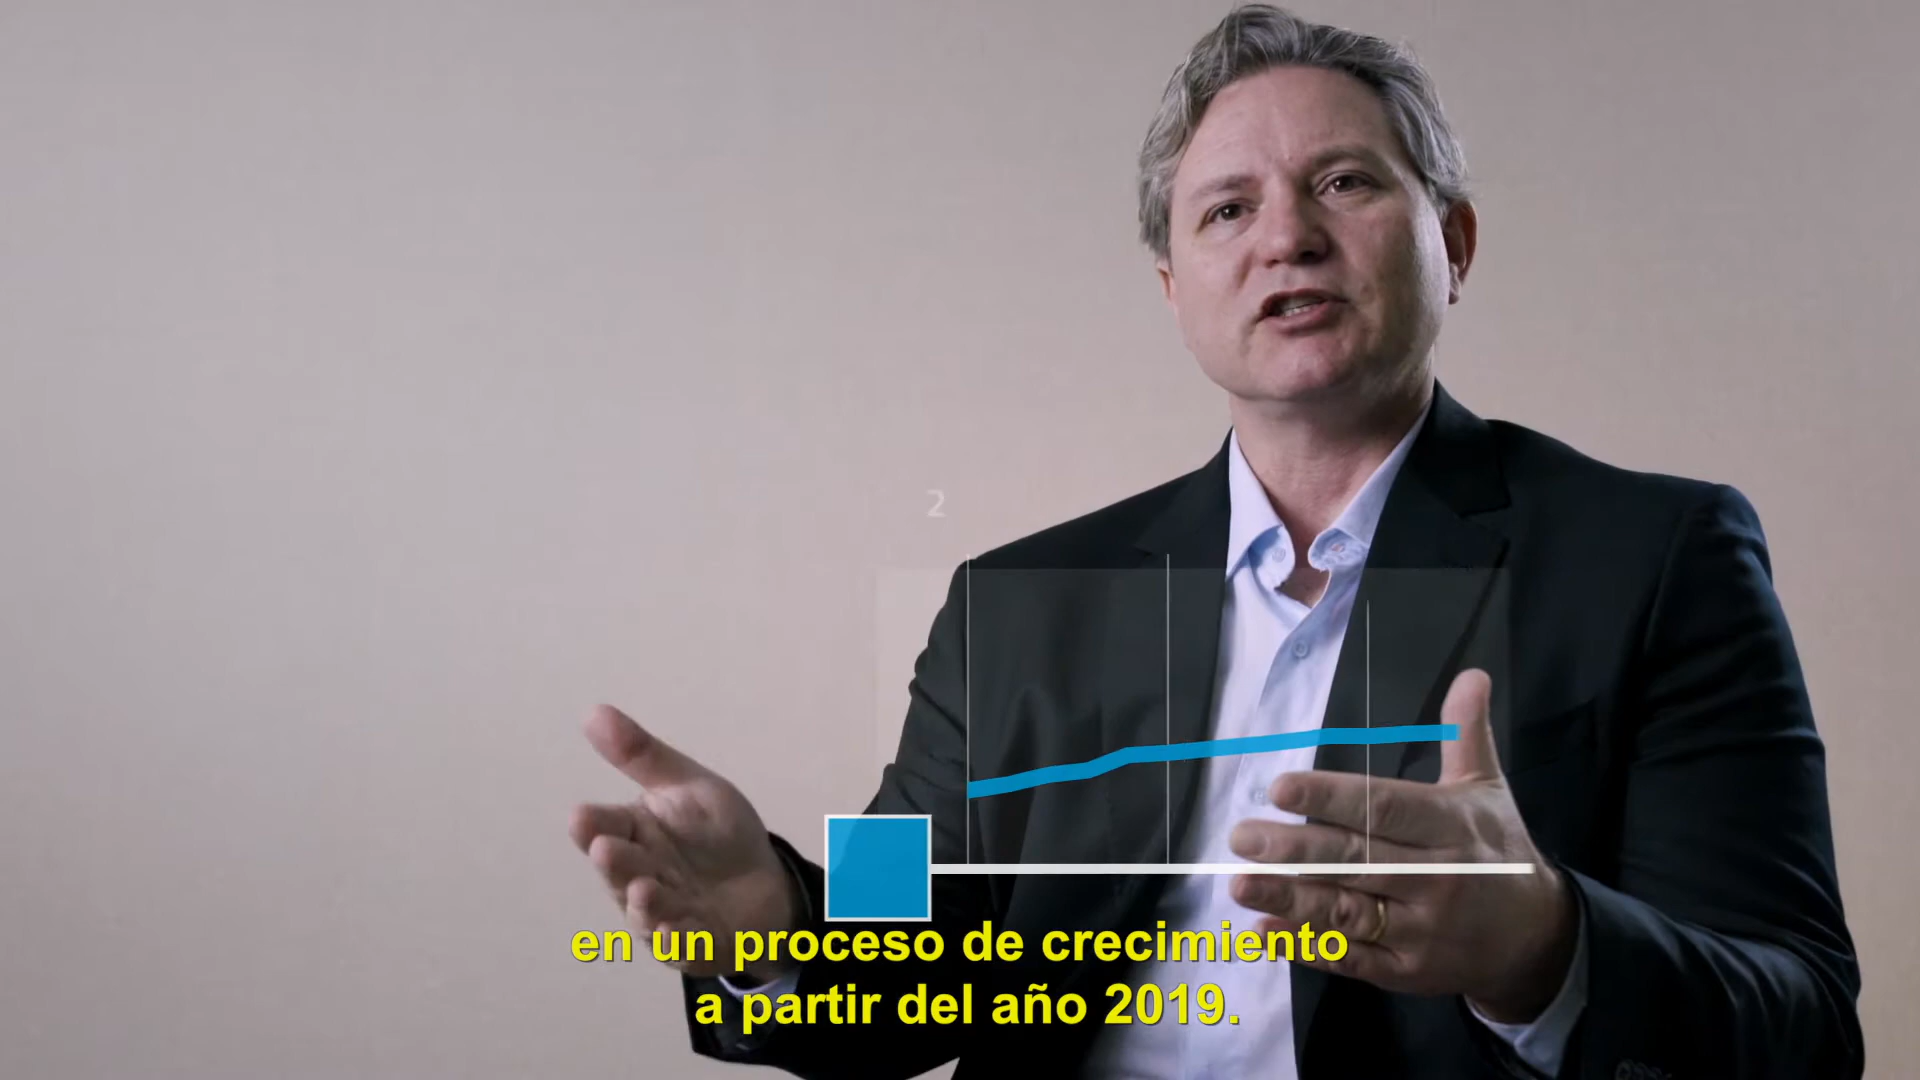 2
en un proceso de crecimiento
a partir del año 2019.